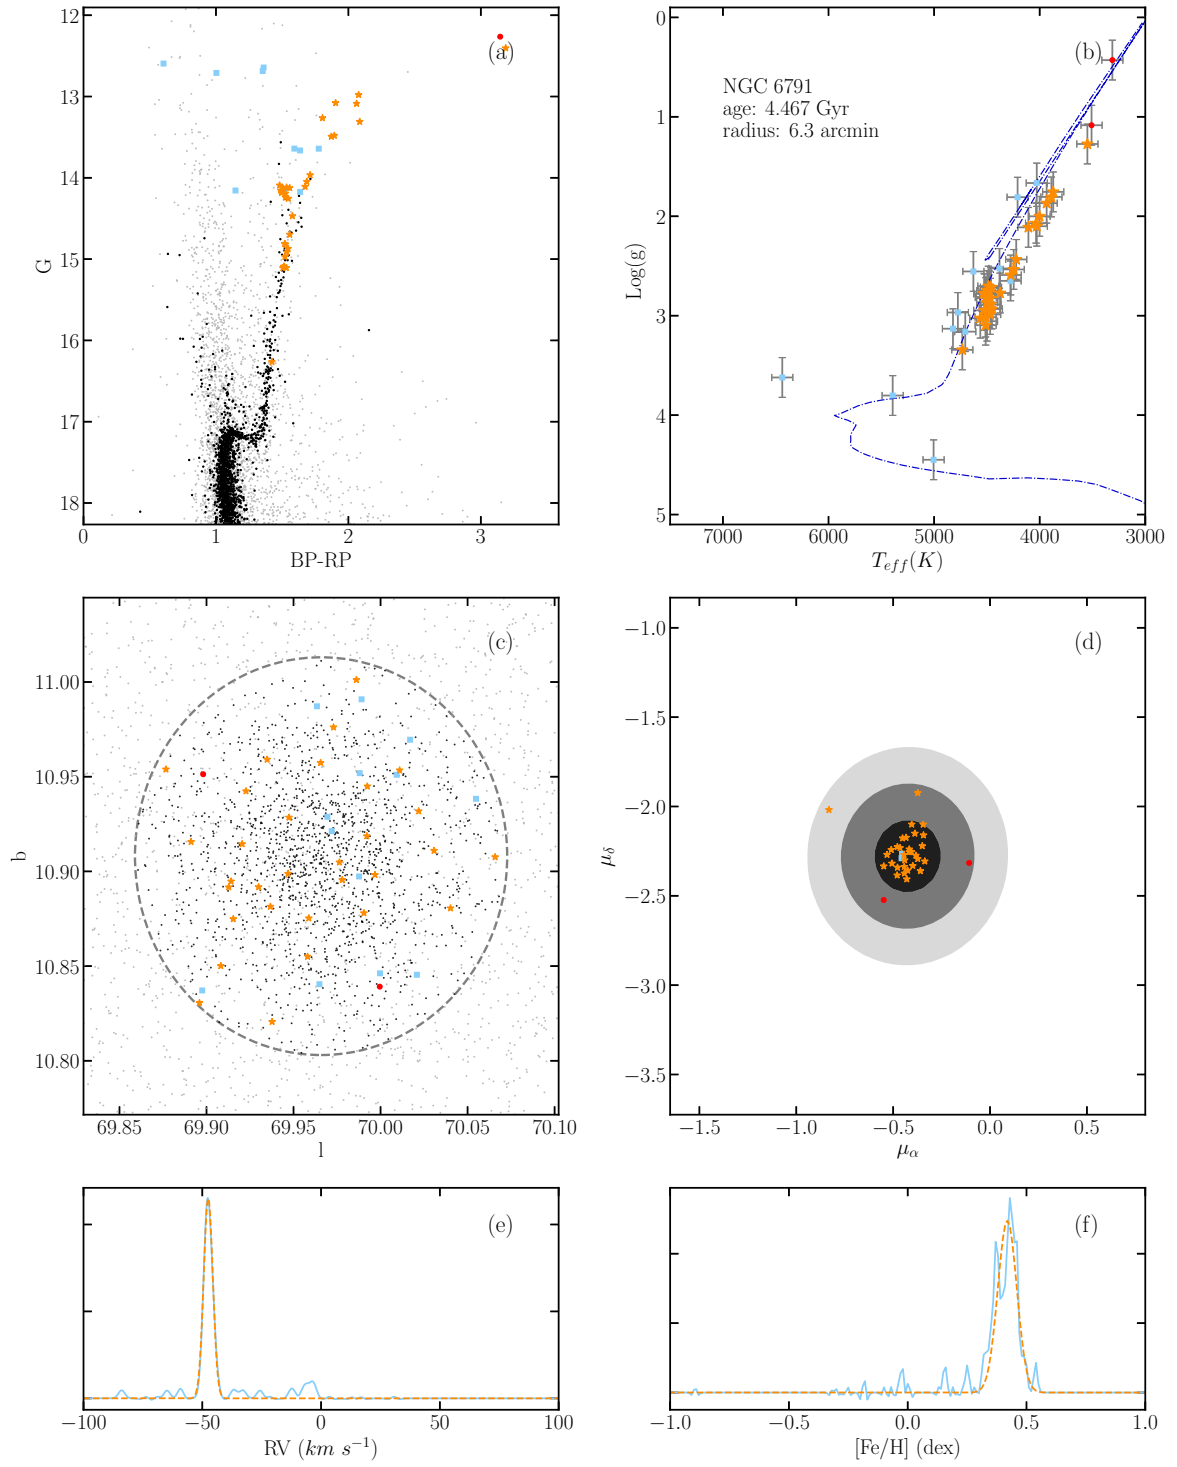 12
13
14
15
16
17
18
G
0
1
2
3
BP-RP
(a)
0
1
2
3
4
5
Log(g)
7000
6000
5000
4000
3000
T_eff(K)
(b)
NGC 6791
age: 4.467 Gyr
radius: 6.3 arcmin
11.00
10.95
10.90
10.85
10.80
b
69.85
69.90
69.95
70.00
70.05
70.10
l
(c)
−1.0
−1.5
−2.0
−2.5
−3.0
−3.5
μ_δ
−1.5
−1.0
−0.5
0.0
0.5
μ_α
(d)
−100
−50
0
50
100
RV (km s⁻¹)
(e)
−1.0
−0.5
0.0
0.5
1.0
[Fe/H] (dex)
(f)